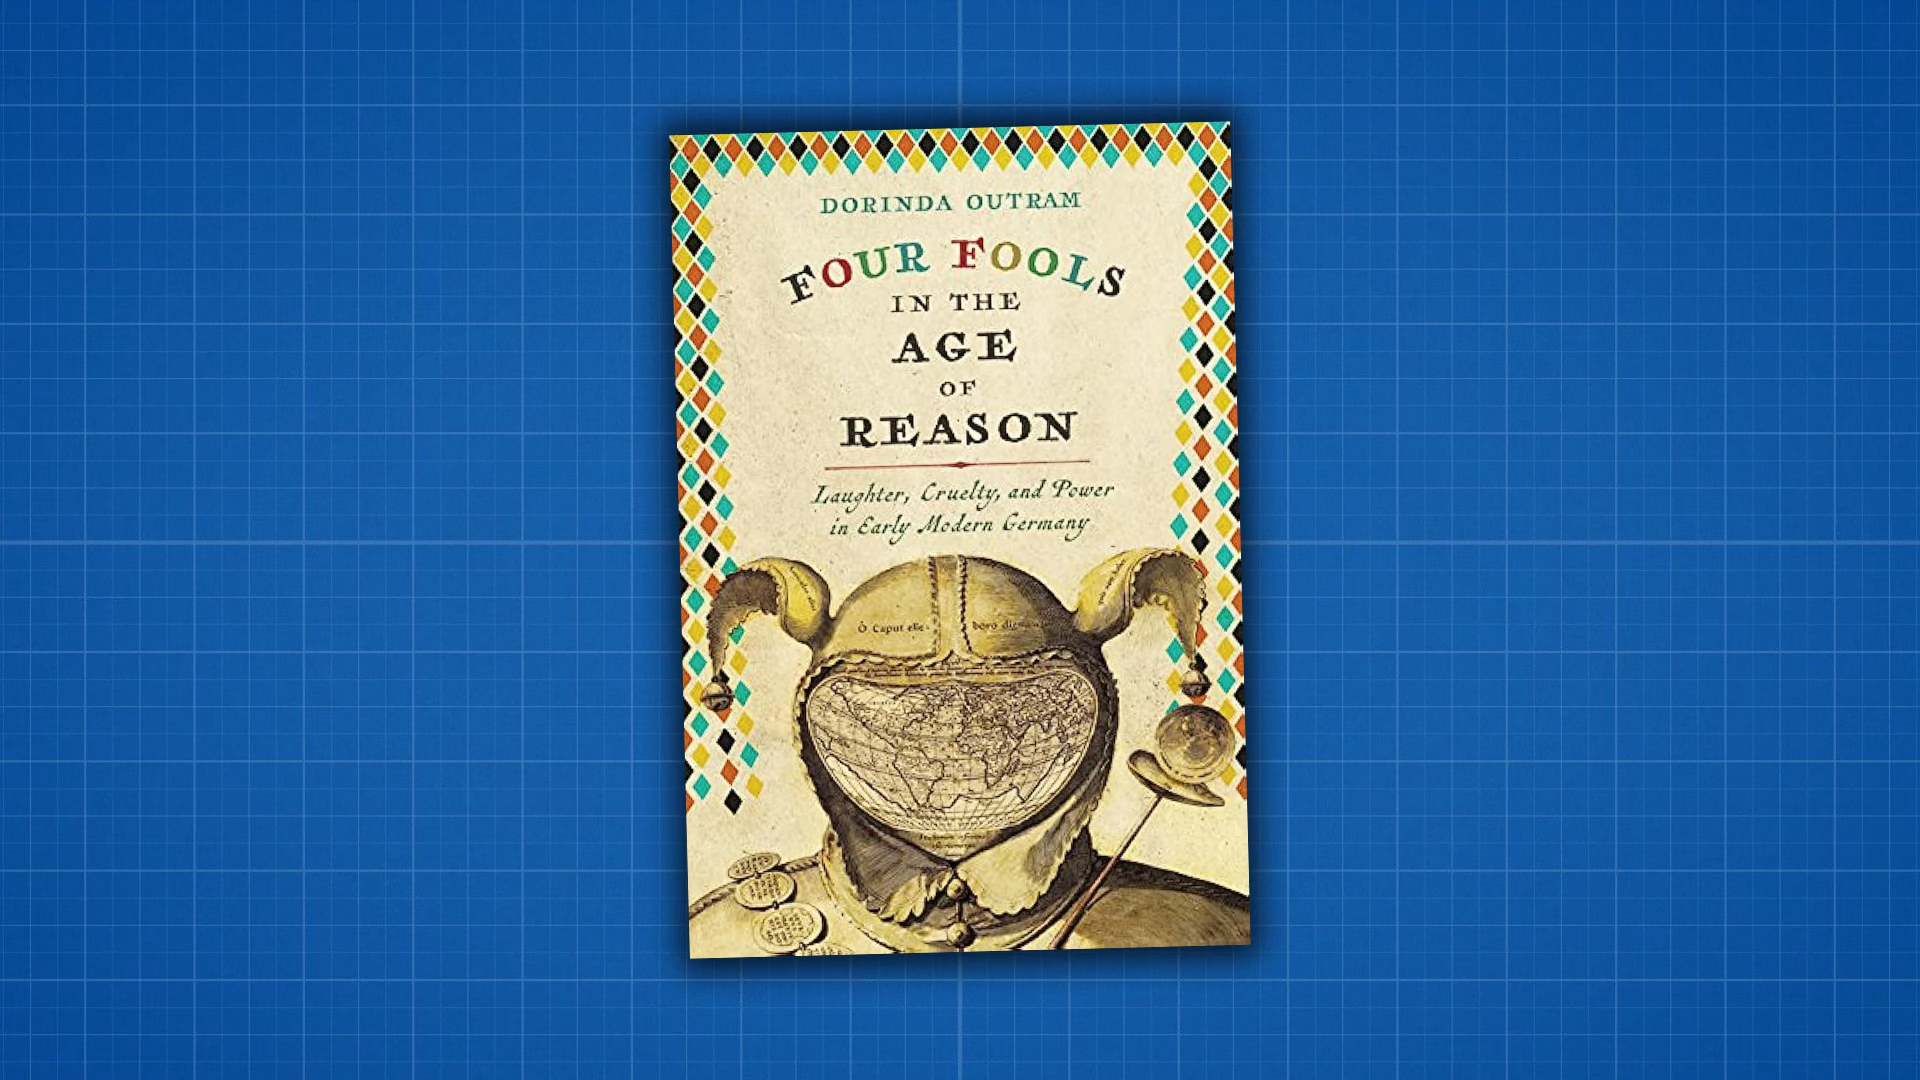 DORINDA OUTRAM
FOUR FOOLS
IN THE
AGE
OF
REASON
Laughter, Cruelty, and Power
in Early Modern Germany
Ô Caput elle-
boro